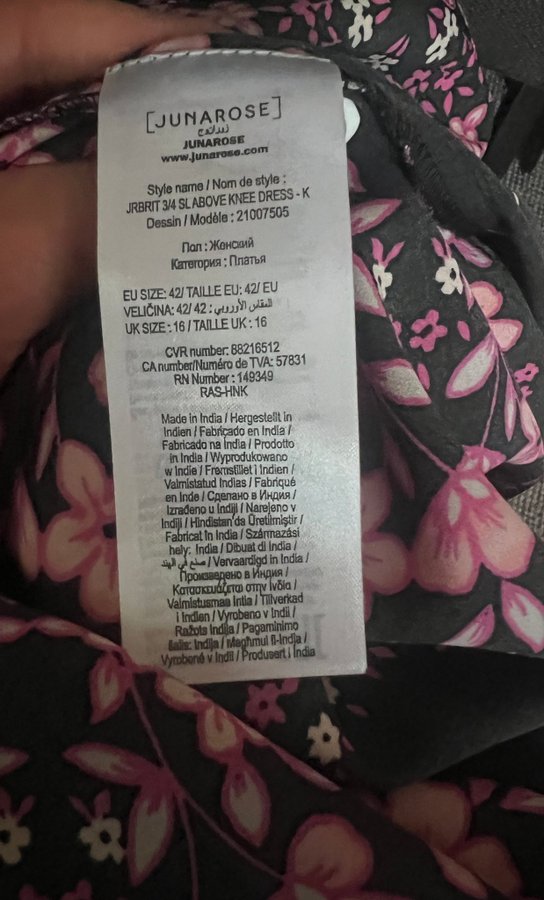 [JUNAROSE]
JUNAROSE
www.junarose.com
Style name / Nom de style :
JRBRIT 3/4 SL ABOVE KNEE DRESS - K
Dessin / Modèle : 21007505
Пол : Женский
Категория : Платья
EU SIZE: 42/ TAILLE EU: 42/ EU
VELIČINA: 42/ 42 : المقاس الأوروبي/
UK SIZE : 16 / TAILLE UK : 16
CVR number: 88216512
CA number/Numéro de TVA: 57831
RN Number : 149349
RAS-HNK
Made in India / Hergestellt in
Indien / Fabricado en India /
Fabricado na Índia / Prodotto
in India / Wyprodukowano
w Indie / Fremstillet i Indien /
Valmistatud Indias / Fabriqué
en Inde / Сделано в Индия /
Izrađeno u Indiji / Narejeno v
Indiji / Hindistan'da Üretilmiştir /
Fabricat în India / Származási
hely: India / Dibuat di India /
صنع في الهند / Vervaardigd in India /
Произведено в Индия /
Κατασκευάζεται στην Ινδία /
Valmistusmaa Intia / Tillverkad
i Indien / Vyrobeno v Indii /
Ražots Indijā / Pagaminimo
šalis: Indija / Magħmul fl-Indja /
Vyrobené v Indii / Produsert i India